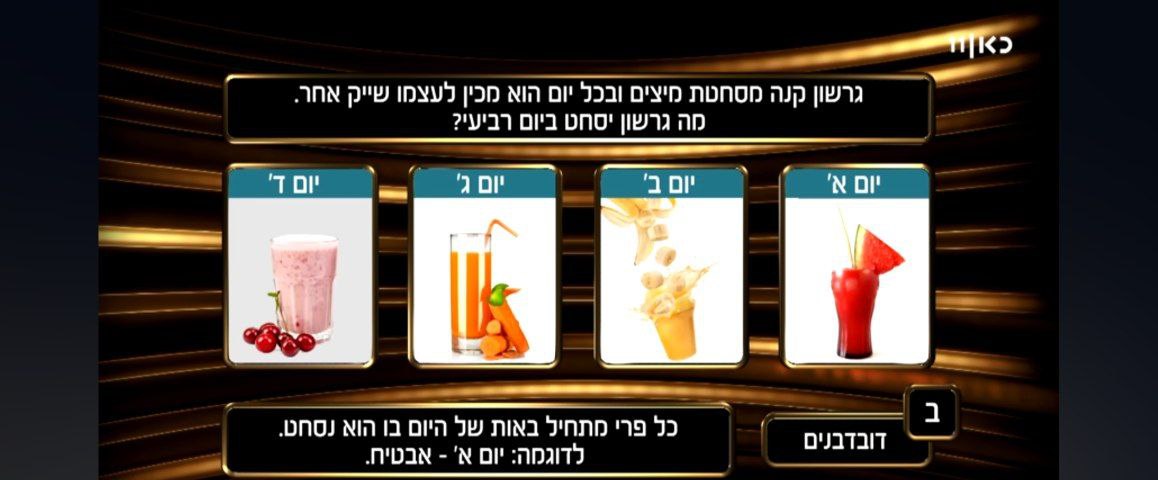 כאן 11
גרשון קנה מסחטת מיצים ובכל יום הוא מכין לעצמו שייק אחר.
מה גרשון יסחט ביום רביעי?
יום א'
יום ב'
יום ג'
יום ד'
ב
דובדבנים
כל פרי מתחיל באות של היום בו הוא נסחט.
לדוגמה: יום א' - אבטיח.